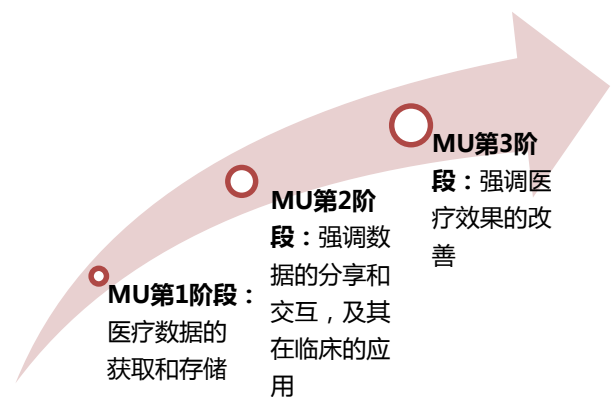 MU第1阶段：
医疗数据的
获取和存储
MU第2阶
段：强调数
据的分享和
交互，及其
在临床的应
用
MU第3阶
段：强调医
疗效果的改
善